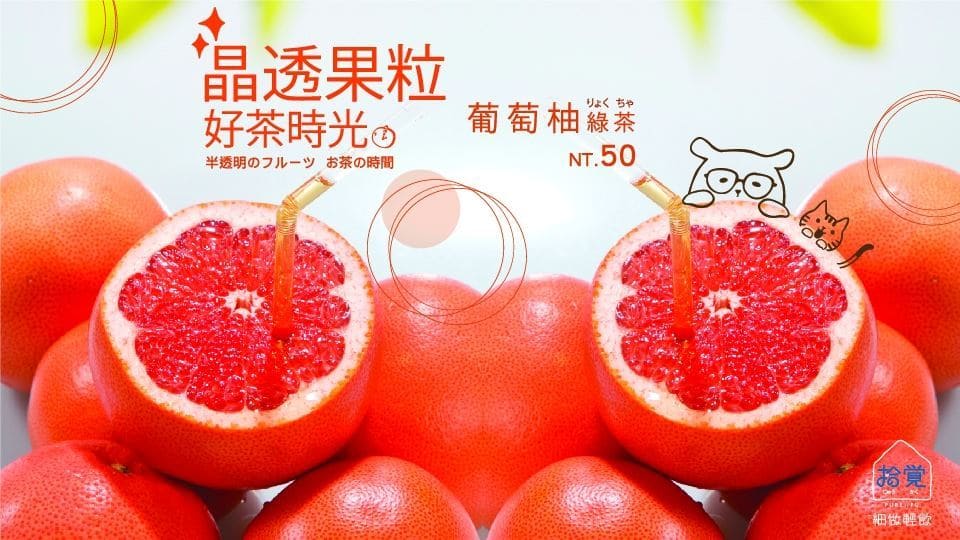 晶透果粒
好茶時光
半透明のフルーツ お茶の時間
りょく ちゃ
葡萄柚綠茶
NT.50
拾覚
細做輕飲